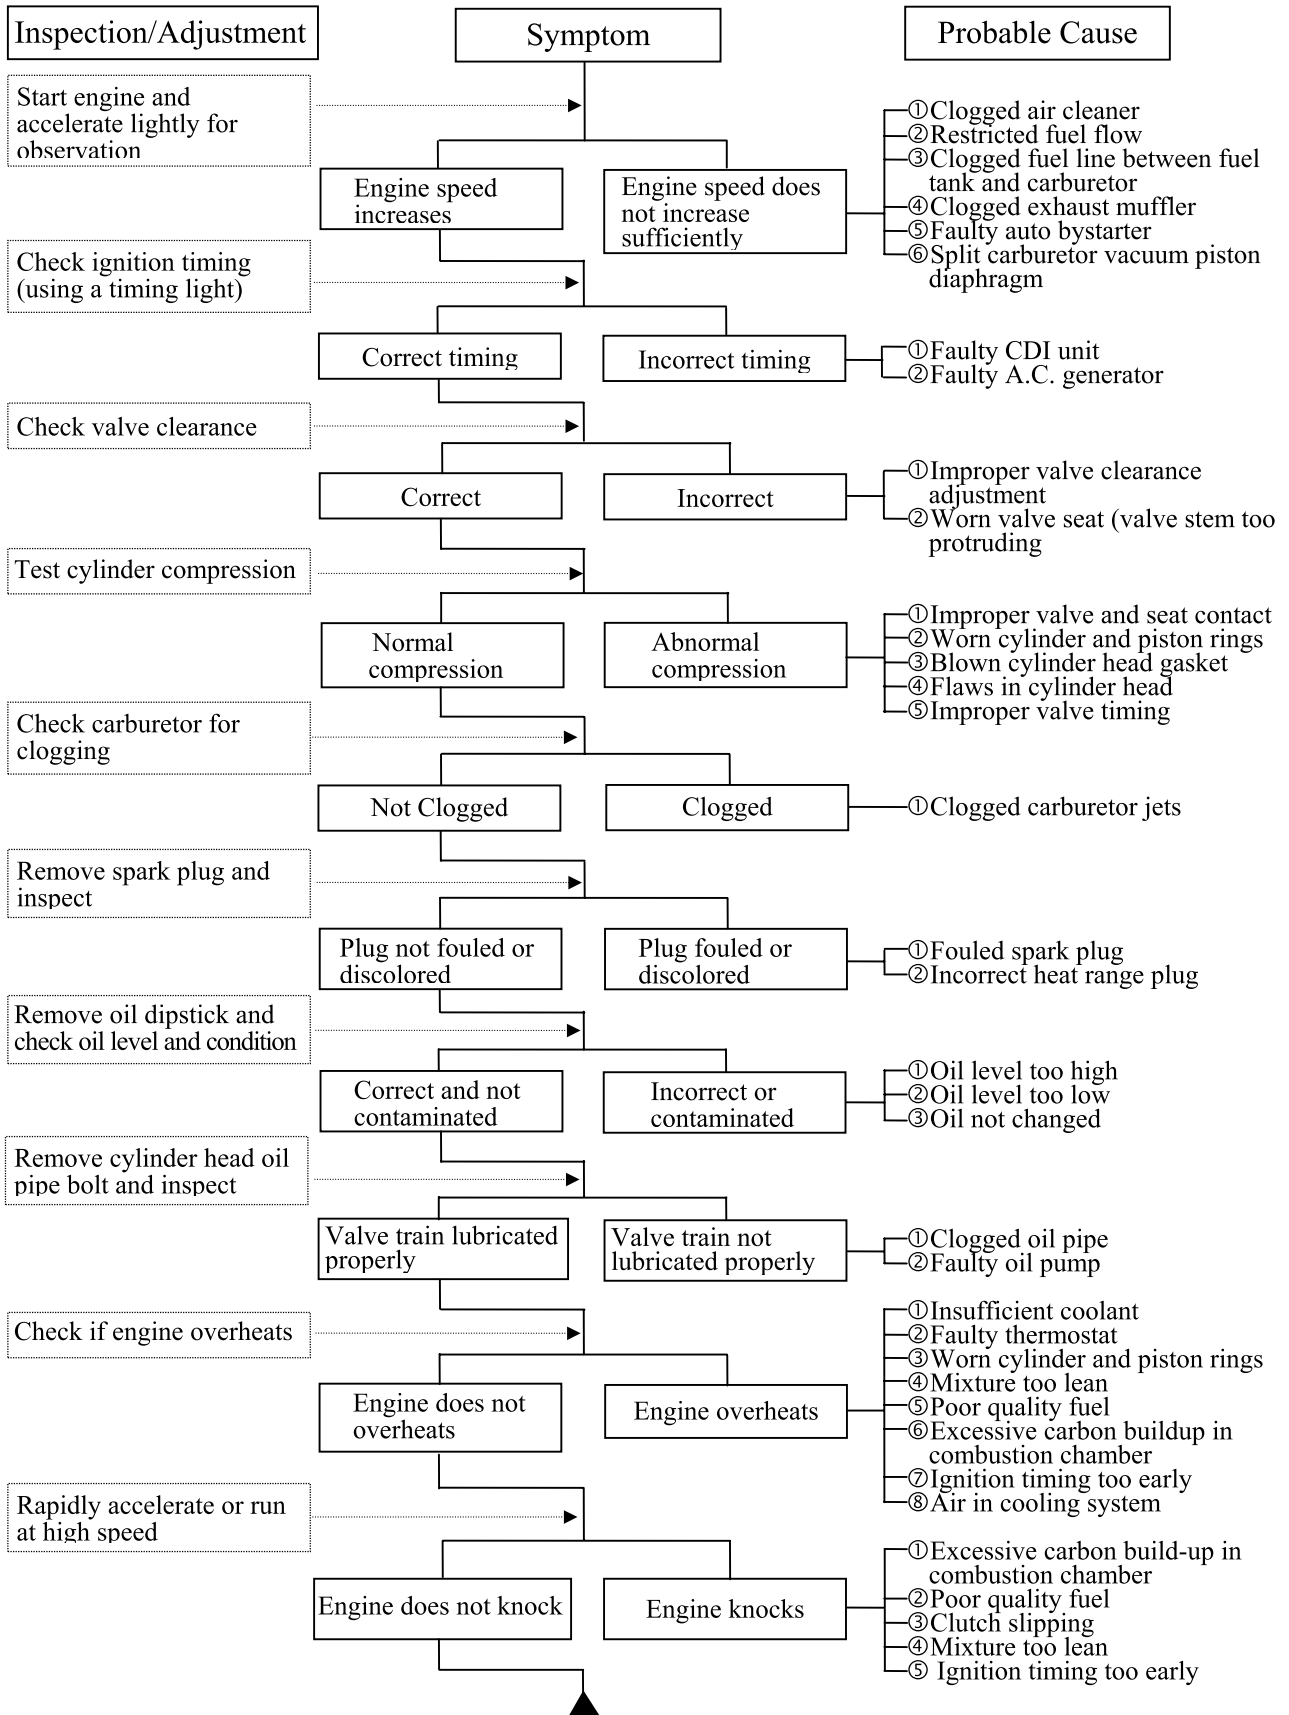 Inspection/Adjustment
Symptom
Probable Cause
Start engine and
accelerate lightly for
observation
Engine speed
increases
Engine speed does
not increase
sufficiently
①Clogged air cleaner
②Restricted fuel flow
③Clogged fuel line between fuel
tank and carburetor
④Clogged exhaust muffler
⑤Faulty auto bystarter
⑥Split carburetor vacuum piston
diaphragm
Check ignition timing
(using a timing light)
Correct timing
Incorrect timing
①Faulty CDI unit
②Faulty A.C. generator
Check valve clearance
Correct
Incorrect
①Improper valve clearance
adjustment
②Worn valve seat (valve stem too
protruding
Test cylinder compression
Normal
compression
Abnormal
compression
①Improper valve and seat contact
②Worn cylinder and piston rings
③Blown cylinder head gasket
④Flaws in cylinder head
⑤Improper valve timing
Check carburetor for
clogging
Not Clogged
Clogged
①Clogged carburetor jets
Remove spark plug and
inspect
Plug not fouled or
discolored
Plug fouled or
discolored
①Fouled spark plug
②Incorrect heat range plug
Remove oil dipstick and
check oil level and condition
Correct and not
contaminated
Incorrect or
contaminated
①Oil level too high
②Oil level too low
③Oil not changed
Remove cylinder head oil
pipe bolt and inspect
Valve train lubricated
properly
Valve train not
lubricated properly
①Clogged oil pipe
②Faulty oil pump
Check if engine overheats
Engine does not
overheats
Engine overheats
①Insufficient coolant
②Faulty thermostat
③Worn cylinder and piston rings
④Mixture too lean
⑤Poor quality fuel
⑥Excessive carbon buildup in
combustion chamber
⑦Ignition timing too early
⑧Air in cooling system
Rapidly accelerate or run
at high speed
Engine does not knock
Engine knocks
①Excessive carbon build-up in
combustion chamber
②Poor quality fuel
③Clutch slipping
④Mixture too lean
⑤ Ignition timing too early